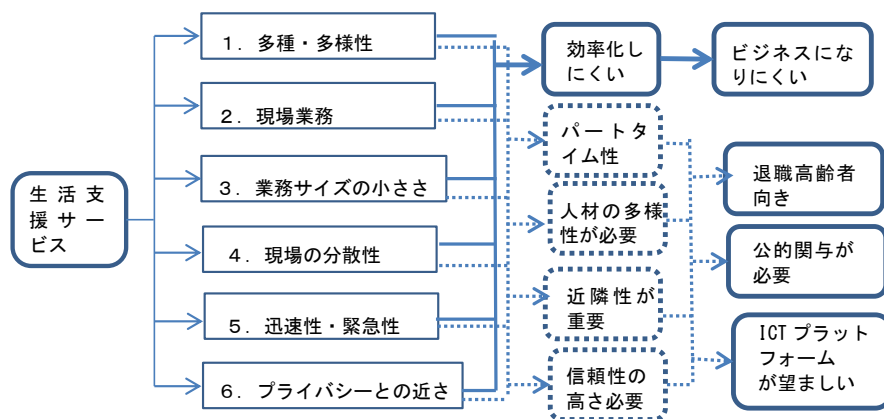 生活支
援サー
ビス
1．多種・多様性
2．現場業務
3．業務サイズの小ささ
4．現場の分散性
5．迅速性・緊急性
6．プライバシーとの近さ
効率化し
にくい
パートタ
イム性
人材の多様
性が必要
近隣性が
重要
信頼性の
高さ必要
ビジネスにな
りにくい
退職高齢者
向き
公的関与が
必要
ICTプラット
フォーム
が望ましい